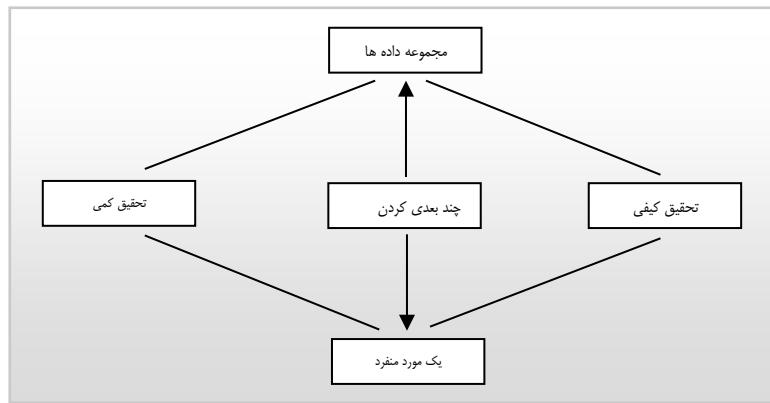 مجموعه داده ها
تحقیق کیفی
چند بعدی کردن
تحقیق کمی
یک مورد منفرد